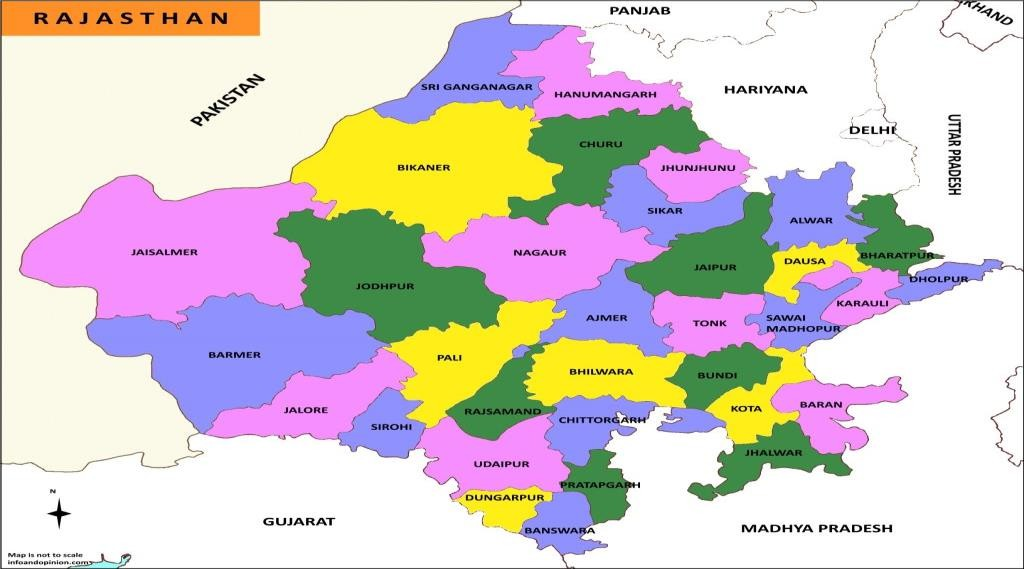 RAJASTHAN
PANJAB
KHAND
PAKISTAN
SRI GANGANAGAR
HANUMANGARH
HARIYANA
DELHI
UTTAR PRADESH
CHURU
BIKANER
JHUNJHUNU
SIKAR
ALWAR
JAISALMER
NAGAUR
JAIPUR
DAUSA
BHARATPUR
DHOLPUR
JODHPUR
KARAULI
AJMER
TONK
SAWAI
MADHOPUR
BARMER
PALI
BHILWARA
BUNDI
JALORE
RAJSAMAND
KOTA
BARAN
SIROHI
CHITTORGARH
JHALWAR
UDAIPUR
PRATAPGARH
DUNGARPUR
BANSWARA
N
GUJARAT
MADHYA PRADESH
Map is not to scale
infoandopinion.com